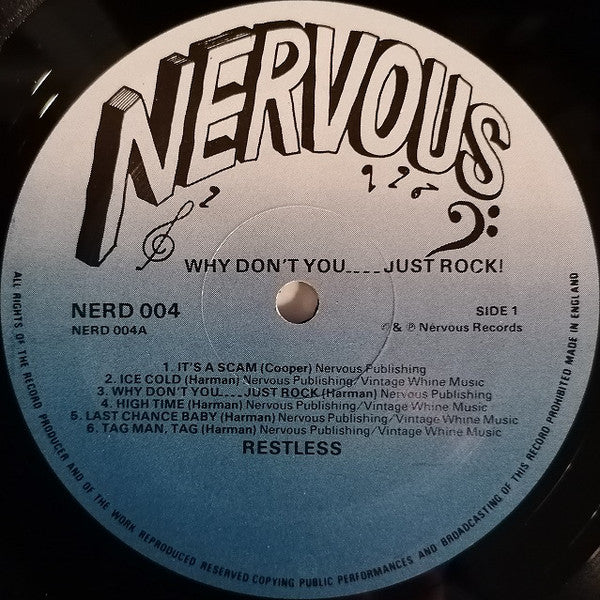 NERVOUS
WHY DON'T YOU....JUST ROCK!
NERD 004
SIDE 1
NERD 004A
℗ & ℗ Nervous Records
1. IT'S A SCAM (Cooper) Nervous Publishing
2. ICE COLD (Harman) Nervous Publishing/Vintage Whine Music
3. WHY DON'T YOU....JUST ROCK (Harman) Nervous Publishing
4. HIGH TIME (Harman) Nervous Publishing/Vintage Whine Music
5. LAST CHANCE BABY (Harman) Nervous Publishing/Vintage Whine Music
6. TAG MAN, TAG (Harman) Nervous Publishing/Vintage Whine Music
RESTLESS
ALL RIGHTS OF THE RECORD PRODUCER AND OF THE WORK REPRODUCED RESERVED COPYING PUBLIC PERFORMANCES AND BROADCASTING OF THIS RECORD PROHIBITED MADE IN ENGLAND